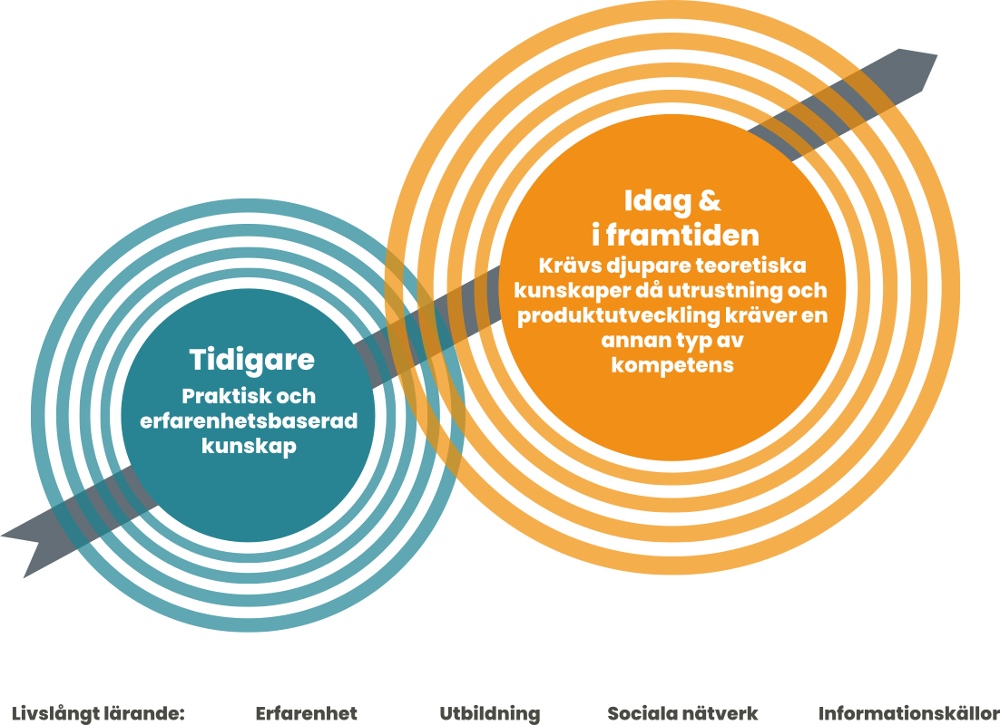 Idag &
i framtiden
Krävs djupare teoretiska
kunskaper då utrustning och
produktutveckling kräver en
annan typ av
kompetens
Tidigare
Praktisk och
erfarenhetsbaserad
kunskap
Livslångt lärande: Erfarenhet Utbildning Sociala nätverk Informationskällor